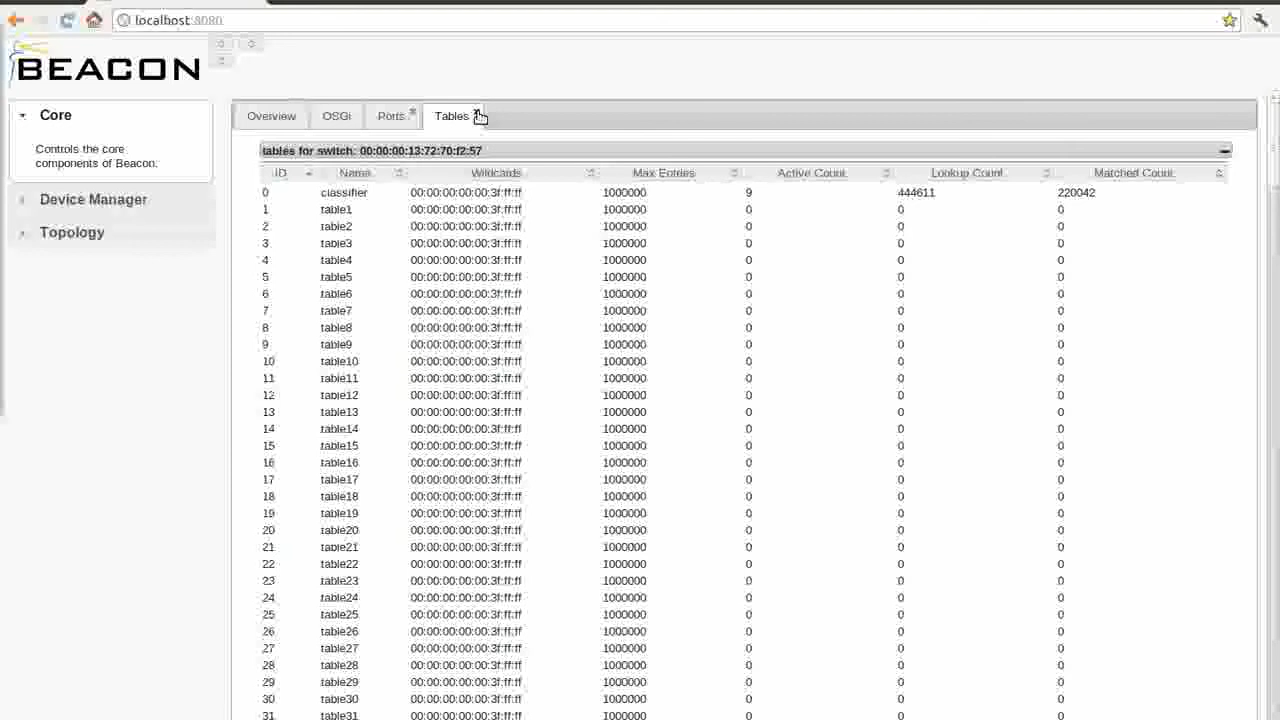 localhost:8080
BEACON
Core
Controls the core
components of Beacon.
Device Manager
Topology
Overview OSGi Ports Tables
tables for switch: 00:00:00:13:72:70:f2:57
ID Name Wildcards Max Entries Active Count Lookup Count Matched Count
0 classifier 00:00:00:00:00:3f:ff:ff 1000000 9 444611 220042
1 table1 00:00:00:00:00:3f:ff:ff 1000000 0 0 0
2 table2 00:00:00:00:00:3f:ff:ff 1000000 0 0 0
3 table3 00:00:00:00:00:3f:ff:ff 1000000 0 0 0
4 table4 00:00:00:00:00:3f:ff:ff 1000000 0 0 0
5 table5 00:00:00:00:00:3f:ff:ff 1000000 0 0 0
6 table6 00:00:00:00:00:3f:ff:ff 1000000 0 0 0
7 table7 00:00:00:00:00:3f:ff:ff 1000000 0 0 0
8 table8 00:00:00:00:00:3f:ff:ff 1000000 0 0 0
9 table9 00:00:00:00:00:3f:ff:ff 1000000 0 0 0
10 table10 00:00:00:00:00:3f:ff:ff 1000000 0 0 0
11 table11 00:00:00:00:00:3f:ff:ff 1000000 0 0 0
12 table12 00:00:00:00:00:3f:ff:ff 1000000 0 0 0
13 table13 00:00:00:00:00:3f:ff:ff 1000000 0 0 0
14 table14 00:00:00:00:00:3f:ff:ff 1000000 0 0 0
15 table15 00:00:00:00:00:3f:ff:ff 1000000 0 0 0
16 table16 00:00:00:00:00:3f:ff:ff 1000000 0 0 0
17 table17 00:00:00:00:00:3f:ff:ff 1000000 0 0 0
18 table18 00:00:00:00:00:3f:ff:ff 1000000 0 0 0
19 table19 00:00:00:00:00:3f:ff:ff 1000000 0 0 0
20 table20 00:00:00:00:00:3f:ff:ff 1000000 0 0 0
21 table21 00:00:00:00:00:3f:ff:ff 1000000 0 0 0
22 table22 00:00:00:00:00:3f:ff:ff 1000000 0 0 0
23 table23 00:00:00:00:00:3f:ff:ff 1000000 0 0 0
24 table24 00:00:00:00:00:3f:ff:ff 1000000 0 0 0
25 table25 00:00:00:00:00:3f:ff:ff 1000000 0 0 0
26 table26 00:00:00:00:00:3f:ff:ff 1000000 0 0 0
27 table27 00:00:00:00:00:3f:ff:ff 1000000 0 0 0
28 table28 00:00:00:00:00:3f:ff:ff 1000000 0 0 0
29 table29 00:00:00:00:00:3f:ff:ff 1000000 0 0 0
30 table30 00:00:00:00:00:3f:ff:ff 1000000 0 0 0
31 table31 00:00:00:00:00:3f:ff:ff 1000000 0 0 0